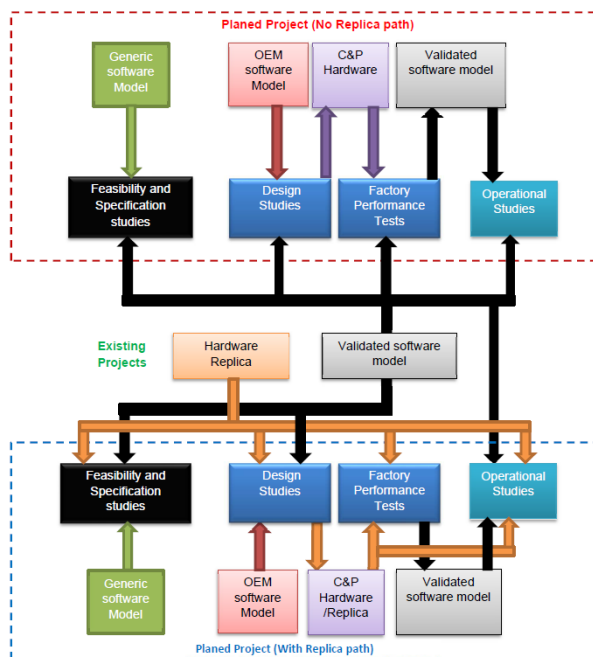 Planed Project (No Replica path)
Generic
software
Model
OEM
software
Model
C&P
Hardware
Validated
software model
Feasibility and
Specification
studies
Design
Studies
Factory
Performance
Tests
Operational
Studies
Existing
Projects
Hardware
Replica
Validated software
model
Feasibility and
Specification
studies
Design
Studies
Factory
Performance
Tests
Operational
Studies
Generic
software
Model
OEM
software
Model
C&P
Hardware
/Replica
Validated
software model
Planed Project (With Replica path)